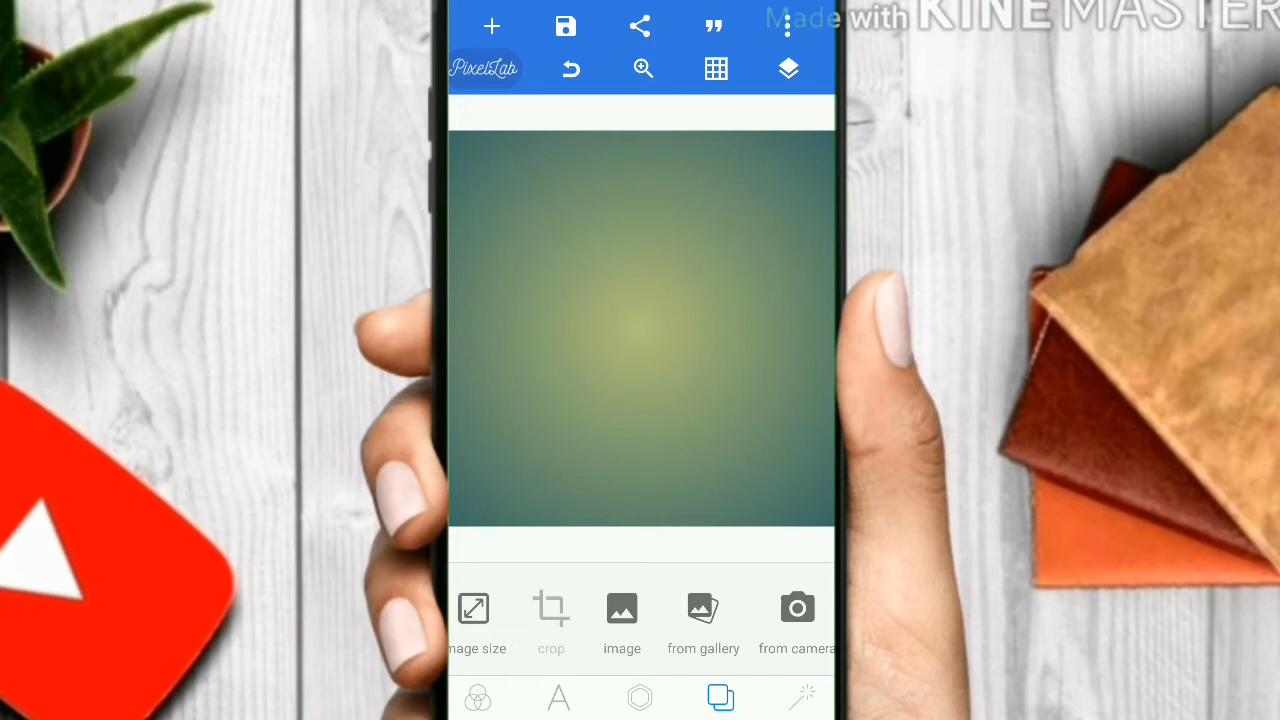 Made with KINEMASTER
PixelLab
mage size
crop
image
from gallery
from camera